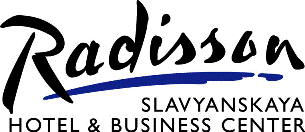 Radisson
SLAVYANSKAYA
HOTEL & BUSINESS CENTER